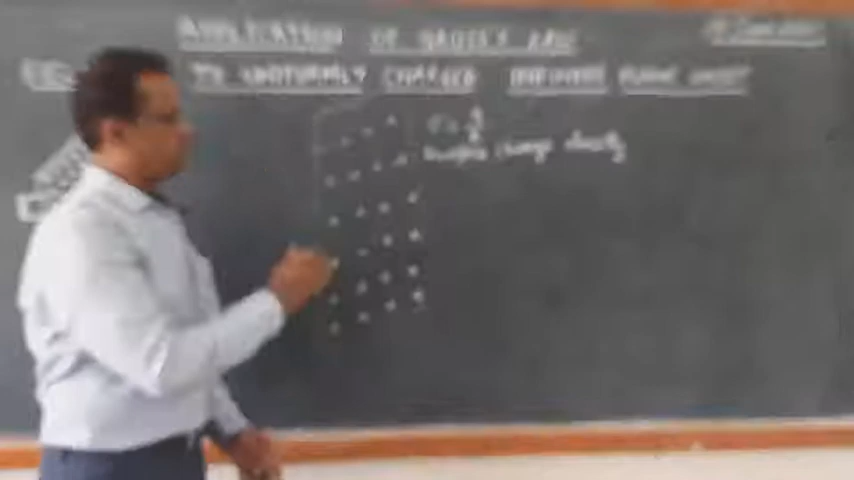 APPLICATION OF GAUSS'S LAW
TO UNIFORMLY CHARGED INFINITE PLANE SHEET
σ = q/A
surface charge density